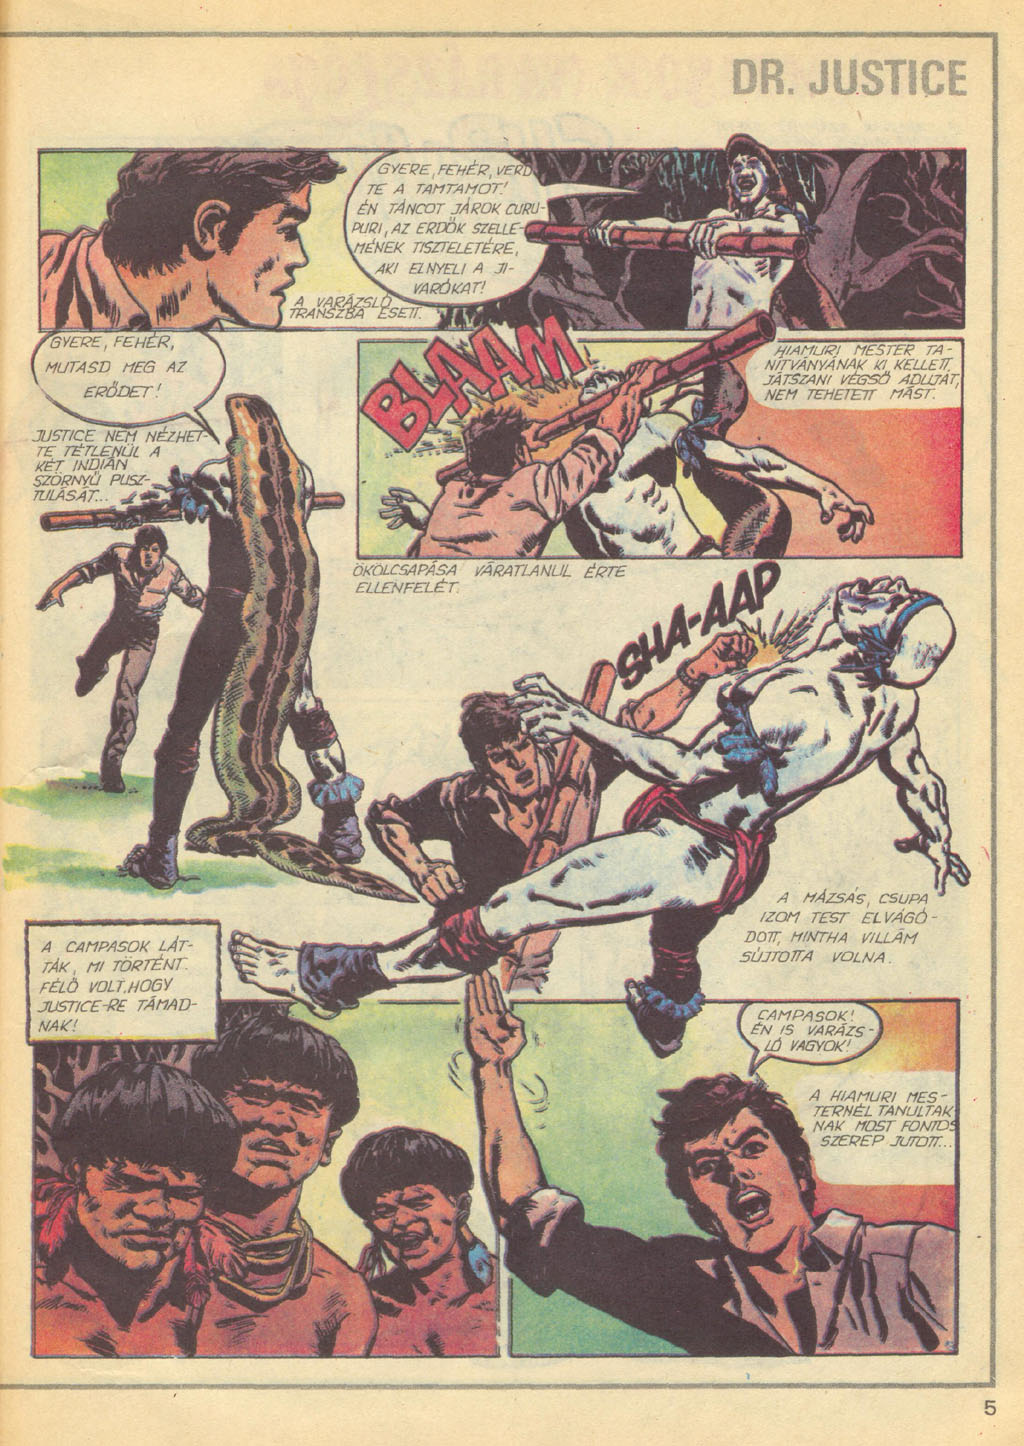 DR. JUSTICE
GYERE, FEHÉR, VERD
TE A TAMTAMOT!
ÉN TÁNCOT JÁROK CURU-
PURI, AZ ERDŐK SZELLE-
MÉNEK TISZTELETÉRE,
AKI ELNYELI A JI-
VARÓKAT!
A VARÁZSLÓ
TRANSZBA ESETT.
GYERE, FEHÉR,
MUTASD MEG AZ
ERŐDET!
JUSTICE NEM NÉZHET-
TE TÉTLENÜL A
KÉT INDIÁN
SZÖRNYŰ PUSZ-
TULÁSÁT...
BLAAM
HIAMURI MESTER TA-
NÍTVÁNYÁNAK KI KELLETT
JÁTSZANI VÉGSŐ ADUJÁT,
NEM TEHETETT MÁST.
ÖKÖLCSAPÁSA VÁRATLANUL ÉRTE
ELLENFELÉT.
SHA-AAP
A MÁZSÁS, CSUPA
IZOM TEST ELVÁGÓ-
DOTT, MINTHA VILLÁM
SÚJTOTTA VOLNA.
A CAMPASOK LÁT-
TÁK, MI TÖRTÉNT.
FÉLŐ VOLT, HOGY
JUSTICE-RE TÁMAD-
NAK!
CAMPASOK!
ÉN IS VARÁZS-
LÓ VAGYOK!
A HIAMURI MES-
TERNÉL TANULTAK-
NAK MOST FONTOS
SZEREP JUTOTT...
5